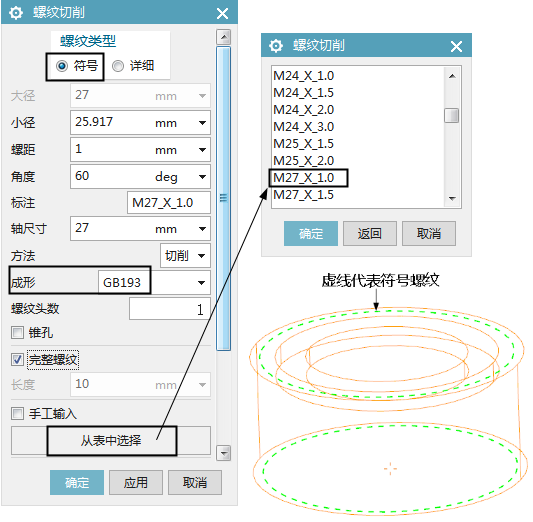 螺纹切削
螺纹类型
符号 详细
大径 27 mm
小径 25.917 mm
螺距 1 mm
角度 60 deg
标注 M27_X_1.0
轴尺寸 27
方法 切削
成形 GB193
螺纹头数 1
锥孔
完整螺纹
长度 10 mm
手工输入
从表中选择
确定 应用 取消
螺纹切削
M24_X_1.0
M24_X_1.5
M24_X_2.0
M24_X_3.0
M25_X_1.5
M25_X_2.0
M27_X_1.0
M27_X_1.5
确定 返回 取消
虚线代表符号螺纹